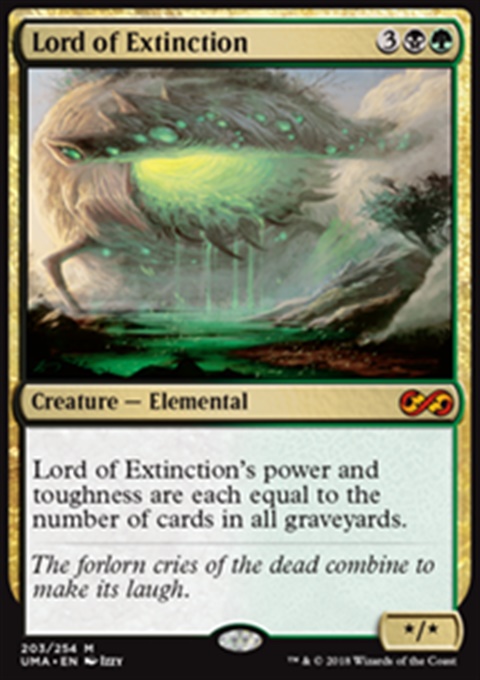 Lord of Extinction 3
Creature — Elemental
Lord of Extinction's power and
toughness are each equal to the
number of cards in all graveyards.
The forlorn cries of the dead combine to
make its laugh.
*/*
203/254 M
UMA • EN Izzy
™ & © 2018 Wizards of the Coast